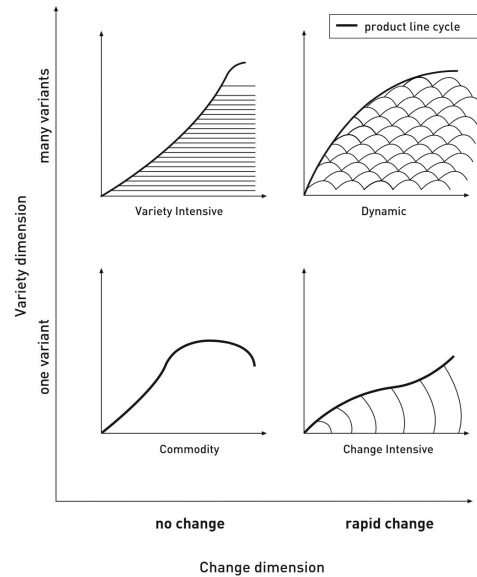 product line cycle
many variants
Variety Intensive
Dynamic
Variety dimension
one variant
Commodity
Change Intensive
no change
rapid change
Change dimension